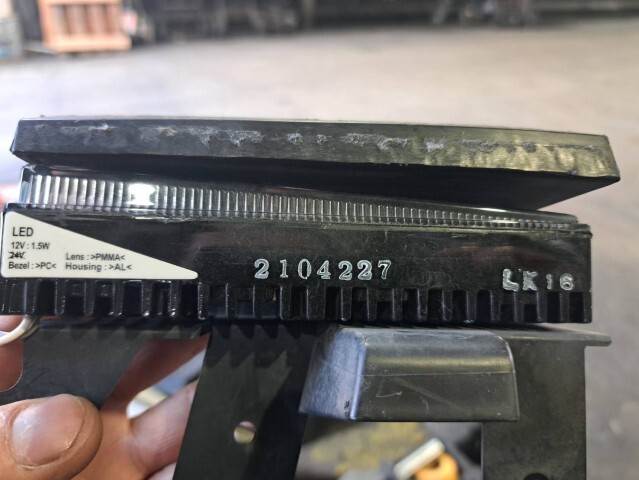 LED
12V : 1.5W
24V
Lens : >PMMA<
Bezel : >PC< Housing : >AL<
2104227
LK16